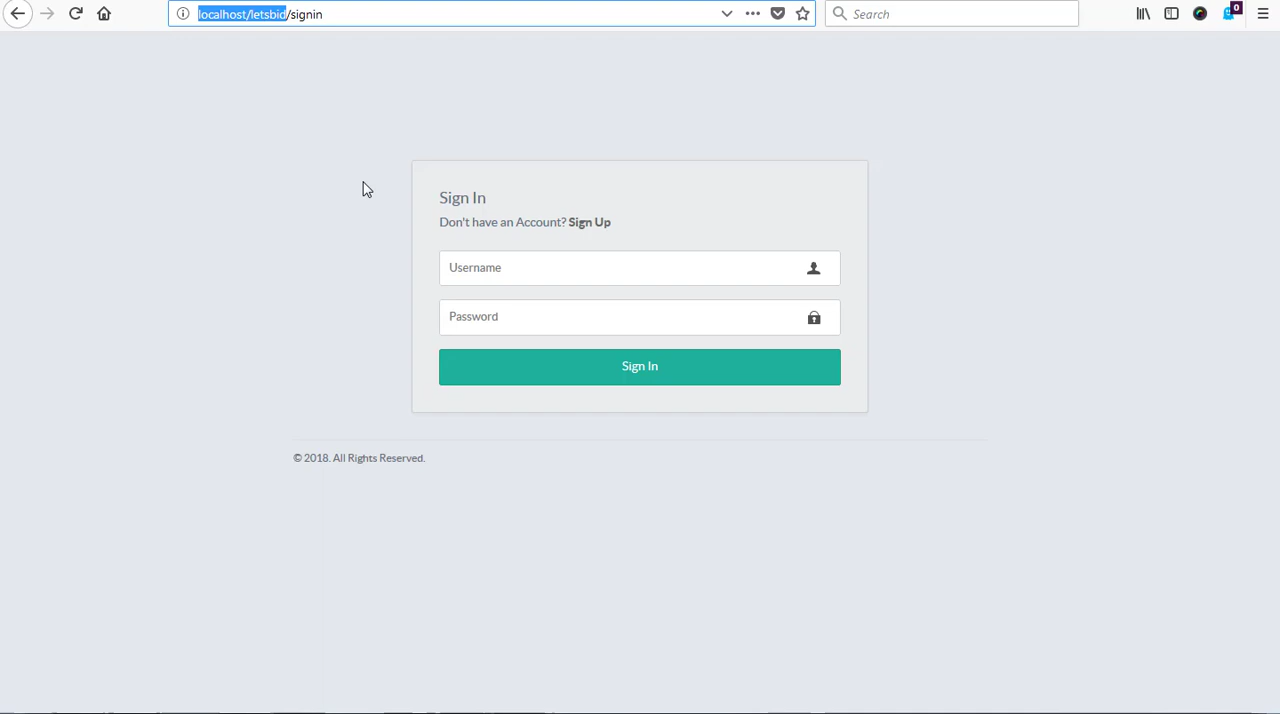 localhost/letsbid/signin
Search
0
Sign In
Don't have an Account? Sign Up
Username
Password
Sign In
© 2018. All Rights Reserved.